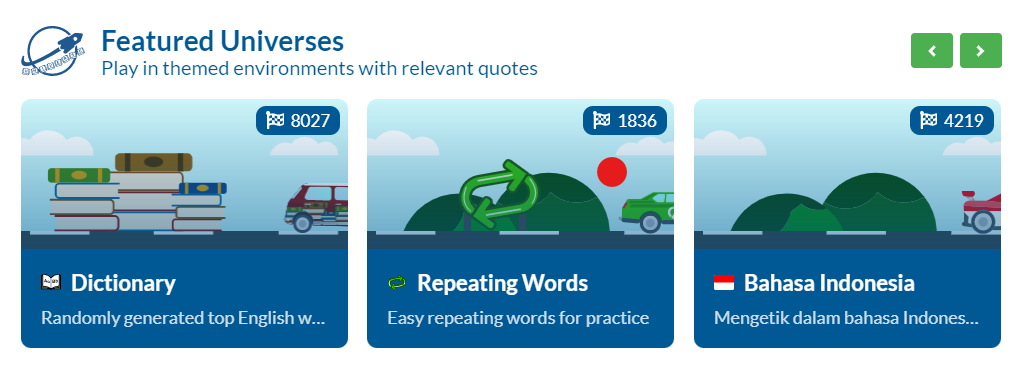 Featured Universes
Play in themed environments with relevant quotes
8027
1836
4219
Dictionary
Repeating Words
Bahasa Indonesia
Randomly generated top English w...
Easy repeating words for practice
Mengetik dalam bahasa Indones...